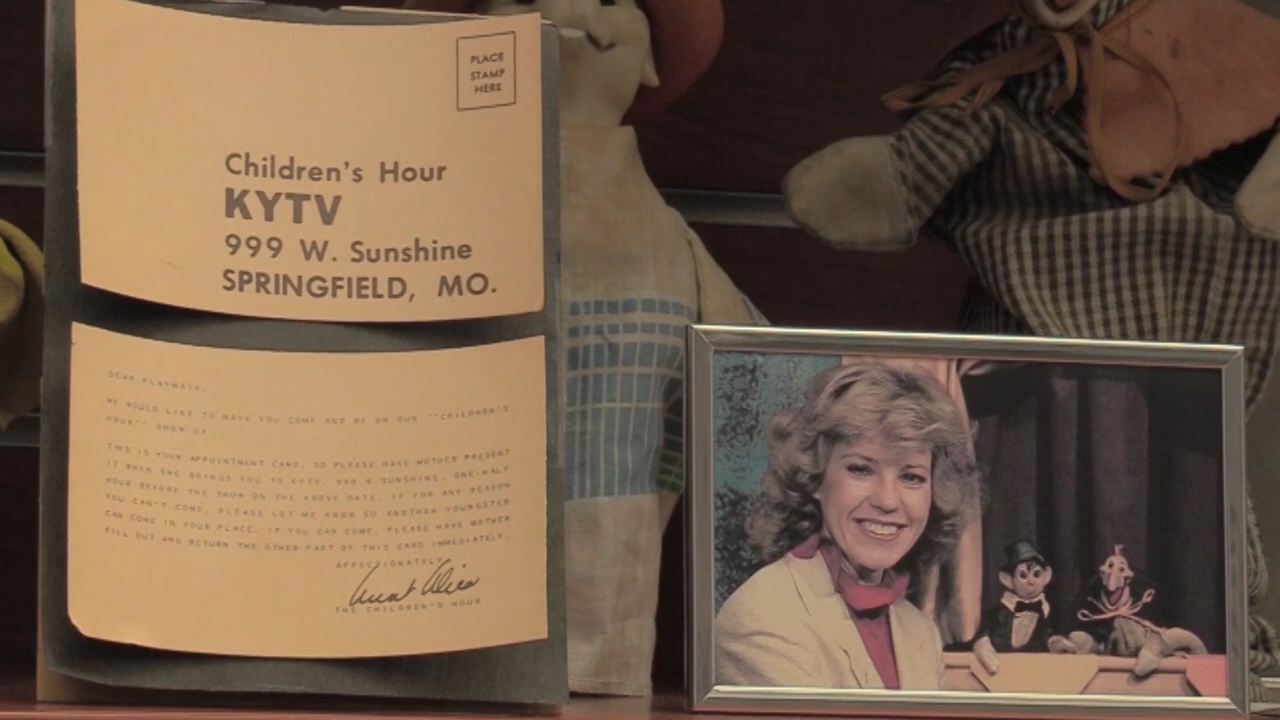 PLACE
STAMP
HERE
Children's Hour
KYTV
999 W. Sunshine
SPRINGFIELD, MO.
DEAR PLAYMATE,
WE WOULD LIKE TO HAVE YOU COME AND BE ON OUR "CHILDREN'S
HOUR" SHOW OF
THIS IS YOUR APPOINTMENT CARD, SO PLEASE HAVE MOTHER PRESENT
IT WHEN SHE BRINGS YOU TO KYTV, 999 W.SUNSHINE, ONE-HALF
HOUR BEFORE THE SHOW ON THE ABOVE DATE. IF FOR ANY REASON
YOU CAN'T COME, PLEASE LET ME KNOW SO ANOTHER YOUNGSTER
CAN COME IN YOUR PLACE. IF YOU CAN COME, PLEASE HAVE MOTHER
FILL OUT AND RETURN THE OTHER PART OF THIS CARD IMMEDIATELY.
AFFECTIONATELY,
Aunt Alice
THE CHILDREN'S HOUR